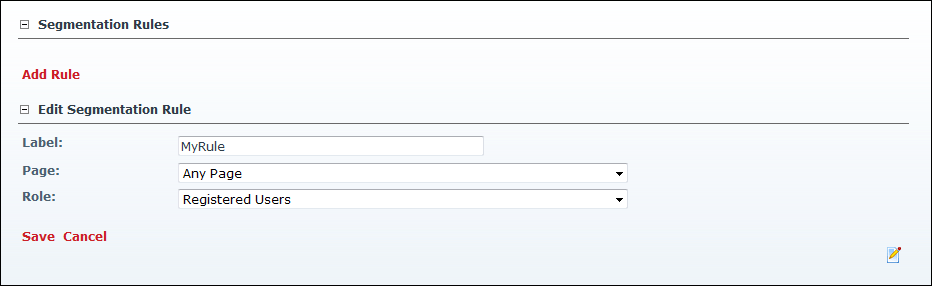 Segmentation Rules
Add Rule
Edit Segmentation Rule
Label: MyRule
Page: Any Page
Role: Registered Users
Save Cancel